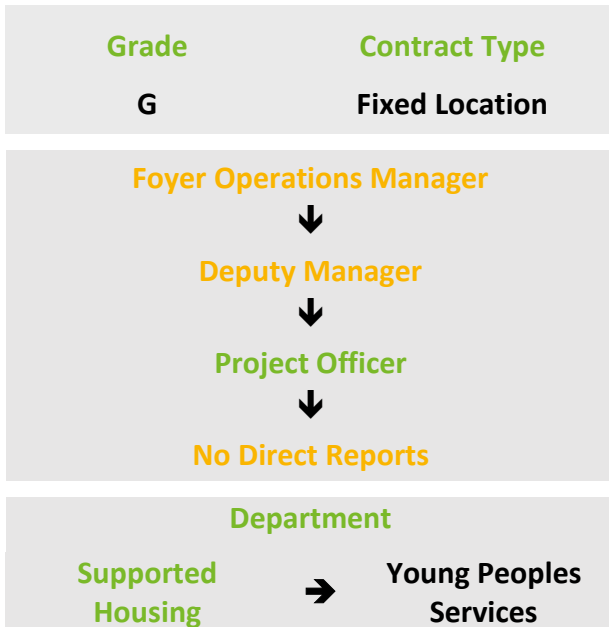 Grade Contract Type
G Fixed Location
Foyer Operations Manager
Deputy Manager
Project Officer
No Direct Reports
Department
Supported Housing
Young Peoples Services